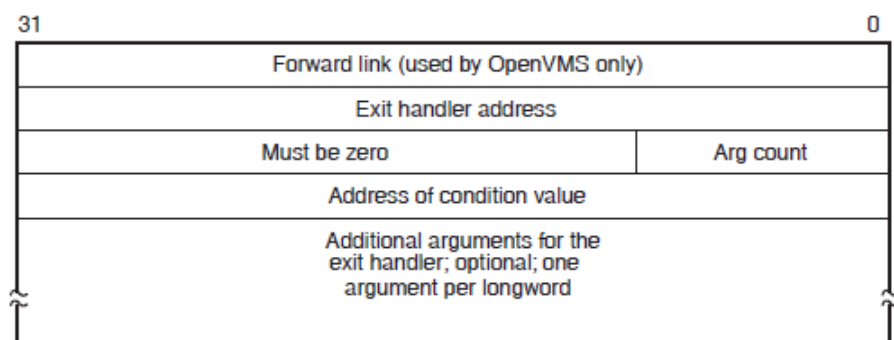 31 0
Forward link (used by OpenVMS only)
Exit handler address
Must be zero Arg count
Address of condition value
Additional arguments for the
exit handler; optional; one
argument per longword